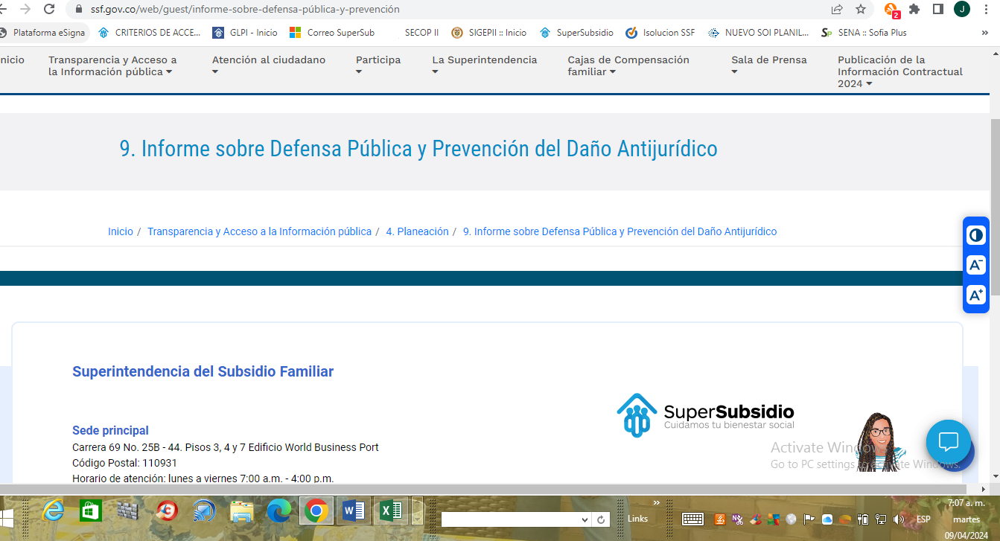 ssf.gov.co/web/guest/informe-sobre-defensa-pública-y-prevención
2
J
Plataforma eSigna
CRITERIOS DE ACCE...
GLPI - Inicio
Correo SuperSub
SECOP II
SIGEPII :: Inicio
SuperSubsidio
Isolucion SSF
NUEVO SOI PLANIL...
Sp SENA :: Sofia Plus
»
nicio
Transparencia y Acceso a
la Información pública
Atención al ciudadano
Participa
La Superintendencia
Cajas de Compensación
familiar
Sala de Prensa
Publicación de la
Información Contractual
2024
9. Informe sobre Defensa Pública y Prevención del Daño Antijurídico
Inicio / Transparencia y Acceso a la Información pública / 4. Planeación / 9. Informe sobre Defensa Pública y Prevención del Daño Antijurídico
A-
A+
Superintendencia del Subsidio Familiar
SuperSubsidio
Cuidamos tu bienestar social
Sede principal
Carrera 69 No. 25B - 44. Pisos 3, 4 y 7 Edificio World Business Port
Código Postal: 110931
Horario de atención: lunes a viernes 7:00 a.m. - 4:00 p.m.
Activate Windows
Go to PC settings to activate Windows.
Links
»
ESP
7:07 a. m.
martes
09/04/2024